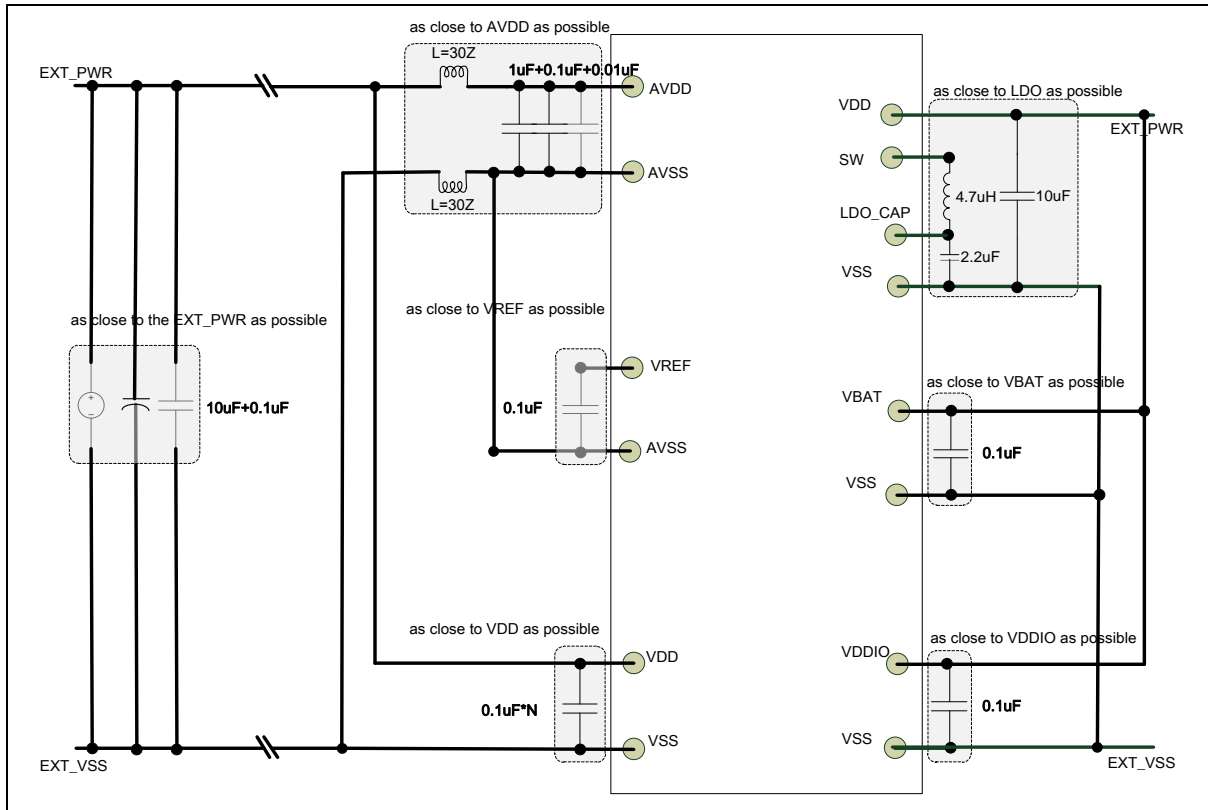 as close to AVDD as possible
L=30Z
EXT_PWR
1uF+0.1uF+0.01uF
AVDD
AVSS
L=30Z
as close to VREF as possible
as close to the EXT_PWR as possible
VREF
0.1uF
10uF+0.1uF
+
−
AVSS
as close to VDD as possible
VDD
0.1uF*N
VSS
EXT_VSS
as close to LDO as possible
VDD
EXT_PWR
SW
4.7uH
10uF
LDO_CAP
2.2uF
VSS
as close to VBAT as possible
VBAT
0.1uF
VSS
as close to VDDIO as possible
VDDIO
0.1uF
VSS
EXT_VSS